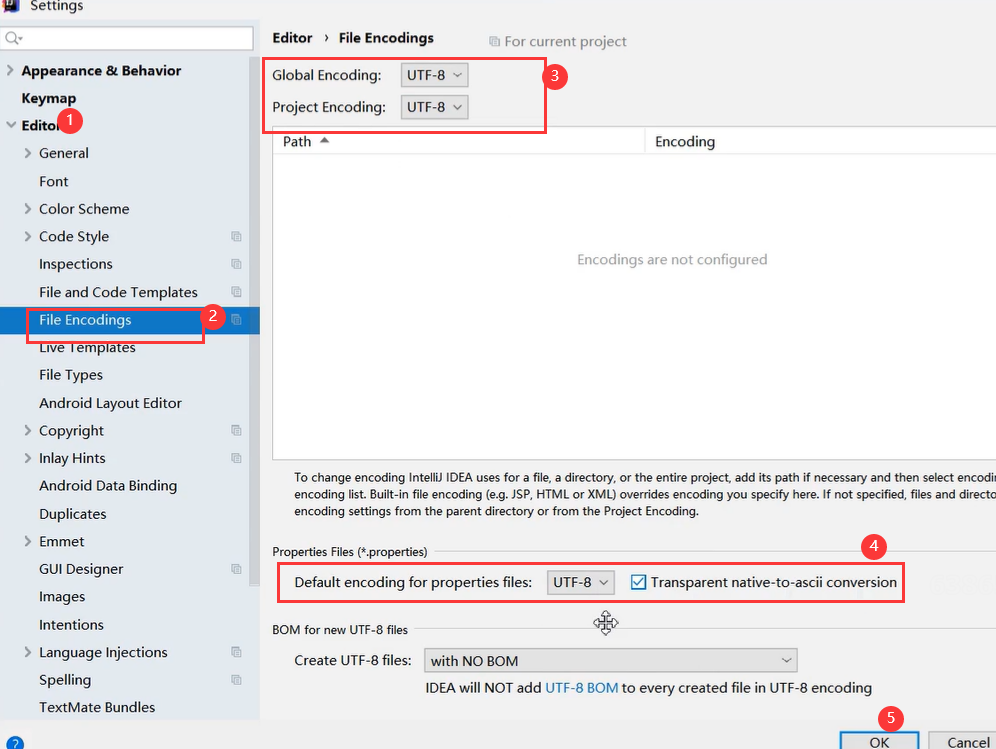 Settings
Editor › File Encodings
For current project
Appearance & Behavior
Keymap
Editor
1
General
Font
Color Scheme
Code Style
Inspections
File and Code Templates
File Encodings
2
Live Templates
File Types
Android Layout Editor
Copyright
Inlay Hints
Android Data Binding
Duplicates
Emmet
GUI Designer
Images
Intentions
Language Injections
Spelling
TextMate Bundles
?
Global Encoding: UTF-8
3
Project Encoding: UTF-8
Path Encoding
Encodings are not configured
To change encoding IntelliJ IDEA uses for a file, a directory, or the entire project, add its path if necessary and then select encodi
encoding list. Built-in file encoding (e.g. JSP, HTML or XML) overrides encoding you specify here. If not specified, files and directo
encoding settings from the parent directory or from the Project Encoding.
Properties Files (*.properties)
4
Default encoding for properties files: UTF-8 Transparent native-to-ascii conversion
BOM for new UTF-8 files
Create UTF-8 files: with NO BOM
IDEA will NOT add UTF-8 BOM to every created file in UTF-8 encoding
5
OK Cancel